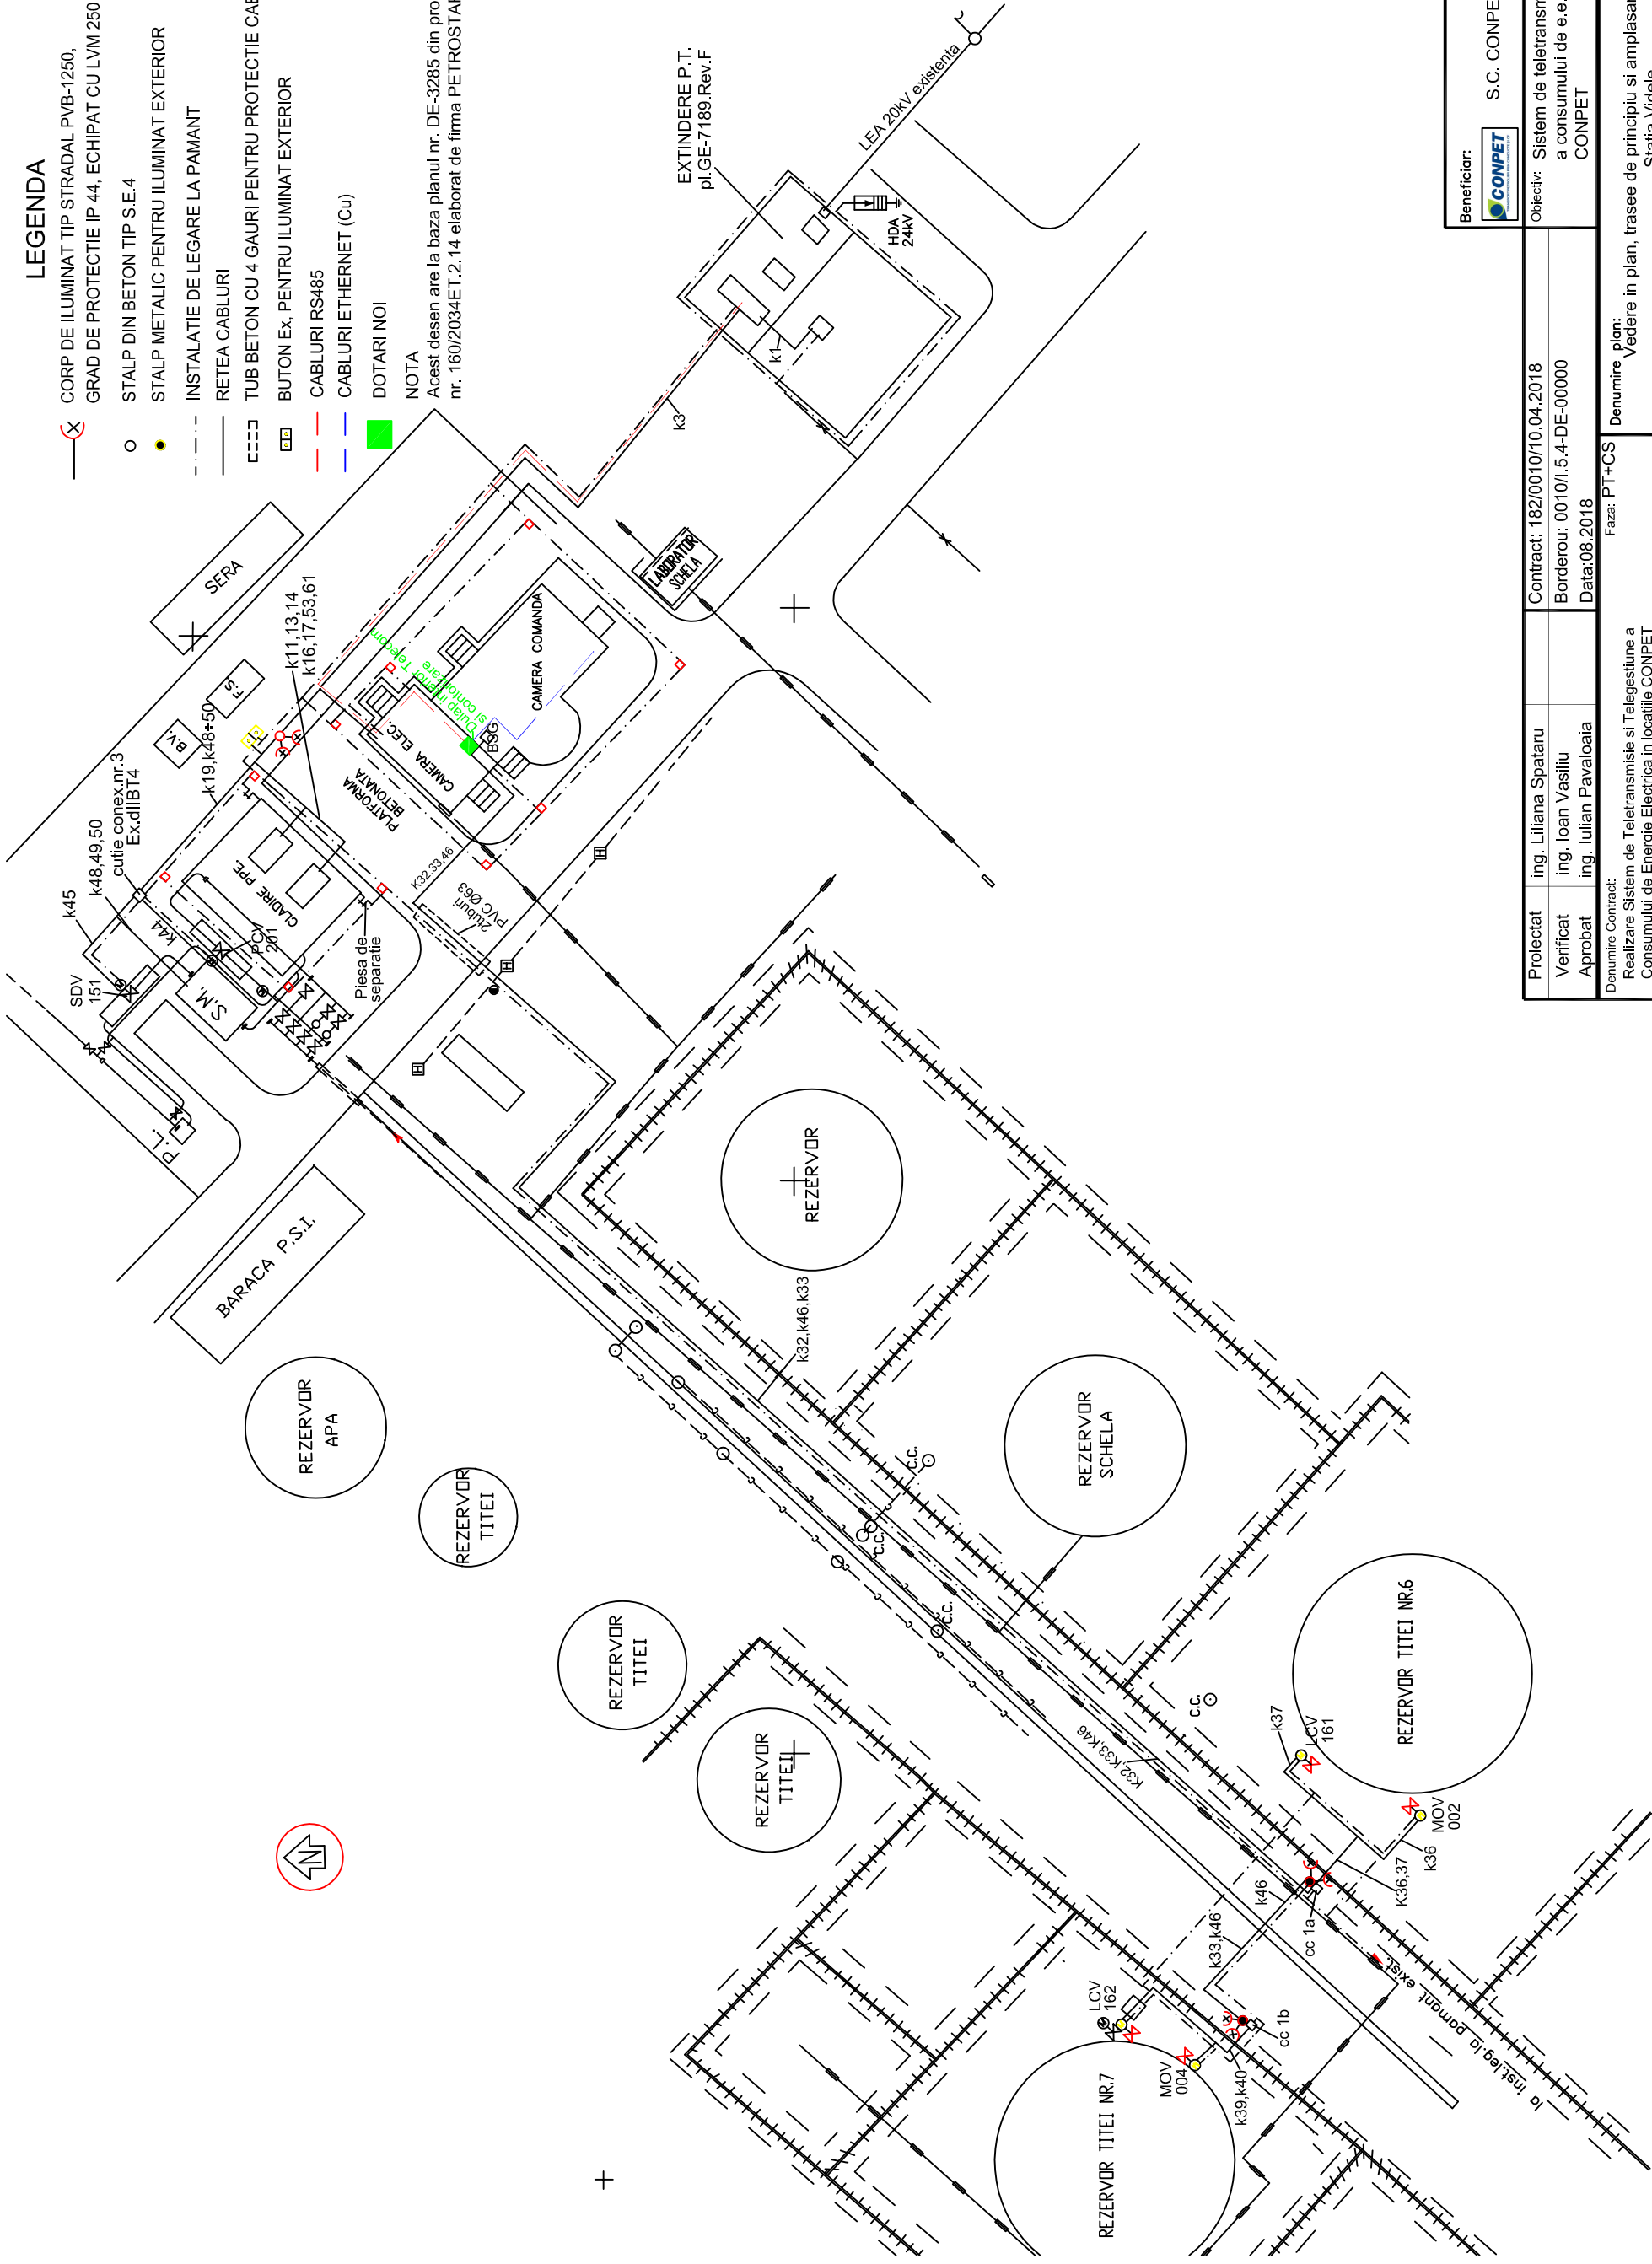 LEGENDA
CORP DE ILUMINAT TIP STRADAL PVB-1250,
GRAD DE PROTECTIE IP 44, ECHIPAT CU LVM 250
STALP DIN BETON TIP S.E.4
STALP METALIC PENTRU ILUMINAT EXTERIOR
INSTALATIE DE LEGARE LA PAMANT
RETEA CABLURI
TUB BETON CU 4 GAURI PENTRU PROTECTIE
BUTON Ex, PENTRU ILUMINAT EXTERIOR
CABLURI RS485
CABLURI ETHERNET (Cu)
DOTARI NOI
NOTA
Acest desen are la baza planul nr. DE-3285 din
nr. 160/2034ET.2.14 elaborat de firma
EXTINDERE P.T.
pl.GE-7189.Rev.F
LEA 20kV existenta
HDA
24kV
k1
k3
SERA
F.S.
B.V.
k11,13,14
k16,17,53,61
k19,k48÷50
cutie conex.nr.3
Ex.dIIBT4
k48,49,50
k45
k44
SDV
151
PCV
201
CLADIRE PPE.
S.M.
P.L.
Piesa de
separatie
PLATFORMA
BETONATA
CAMERA ELEC.
CAMERA COMANDA
Dulap interior Telecom
si contorizare
BSG
LABORATOR
SCHELA
K32,33,46
2tuburi
PVC Ø63
H
H
H
BARACA P.S.I.
REZERVOR
APA
REZERVOR
TITEI
REZERVOR
TITEI
REZERVOR
TITEI
REZERVOR
REZERVOR
SCHELA
k32,k46,k33
c.c.
c.c.
c.c.
c.c.
K32,K33,K46
REZERVOR TITEI NR.6
k37
LCV
161
MOV
002
k36
K36,37
k46
cc 1a
k33,k46
LCV
162
MOV
004
k39,k40
cc 1b
REZERVOR TITEI NR.7
la inst.leg.la pamant exist.
N
Beneficiar:
CONPET
Obiectiv: Sistem de
a consumului de e.e.
CONPET
Proiectat ing. Liliana Spataru Contract: 182/0010/10.04.2018
Verificat ing. Ioan Vasiliu Borderou: 0010/I.5.4-DE-00000
Aprobat ing. Iulian Pavaloaia Data:08.2018
Denumire Contract:
Realizare Sistem de Teletransmisie si Telegestiune a
Consumului de Energie Electrica in locatiile CONPET
Faza: PT+CS
Denumire plan:
Vedere in plan, trasee de principiu si